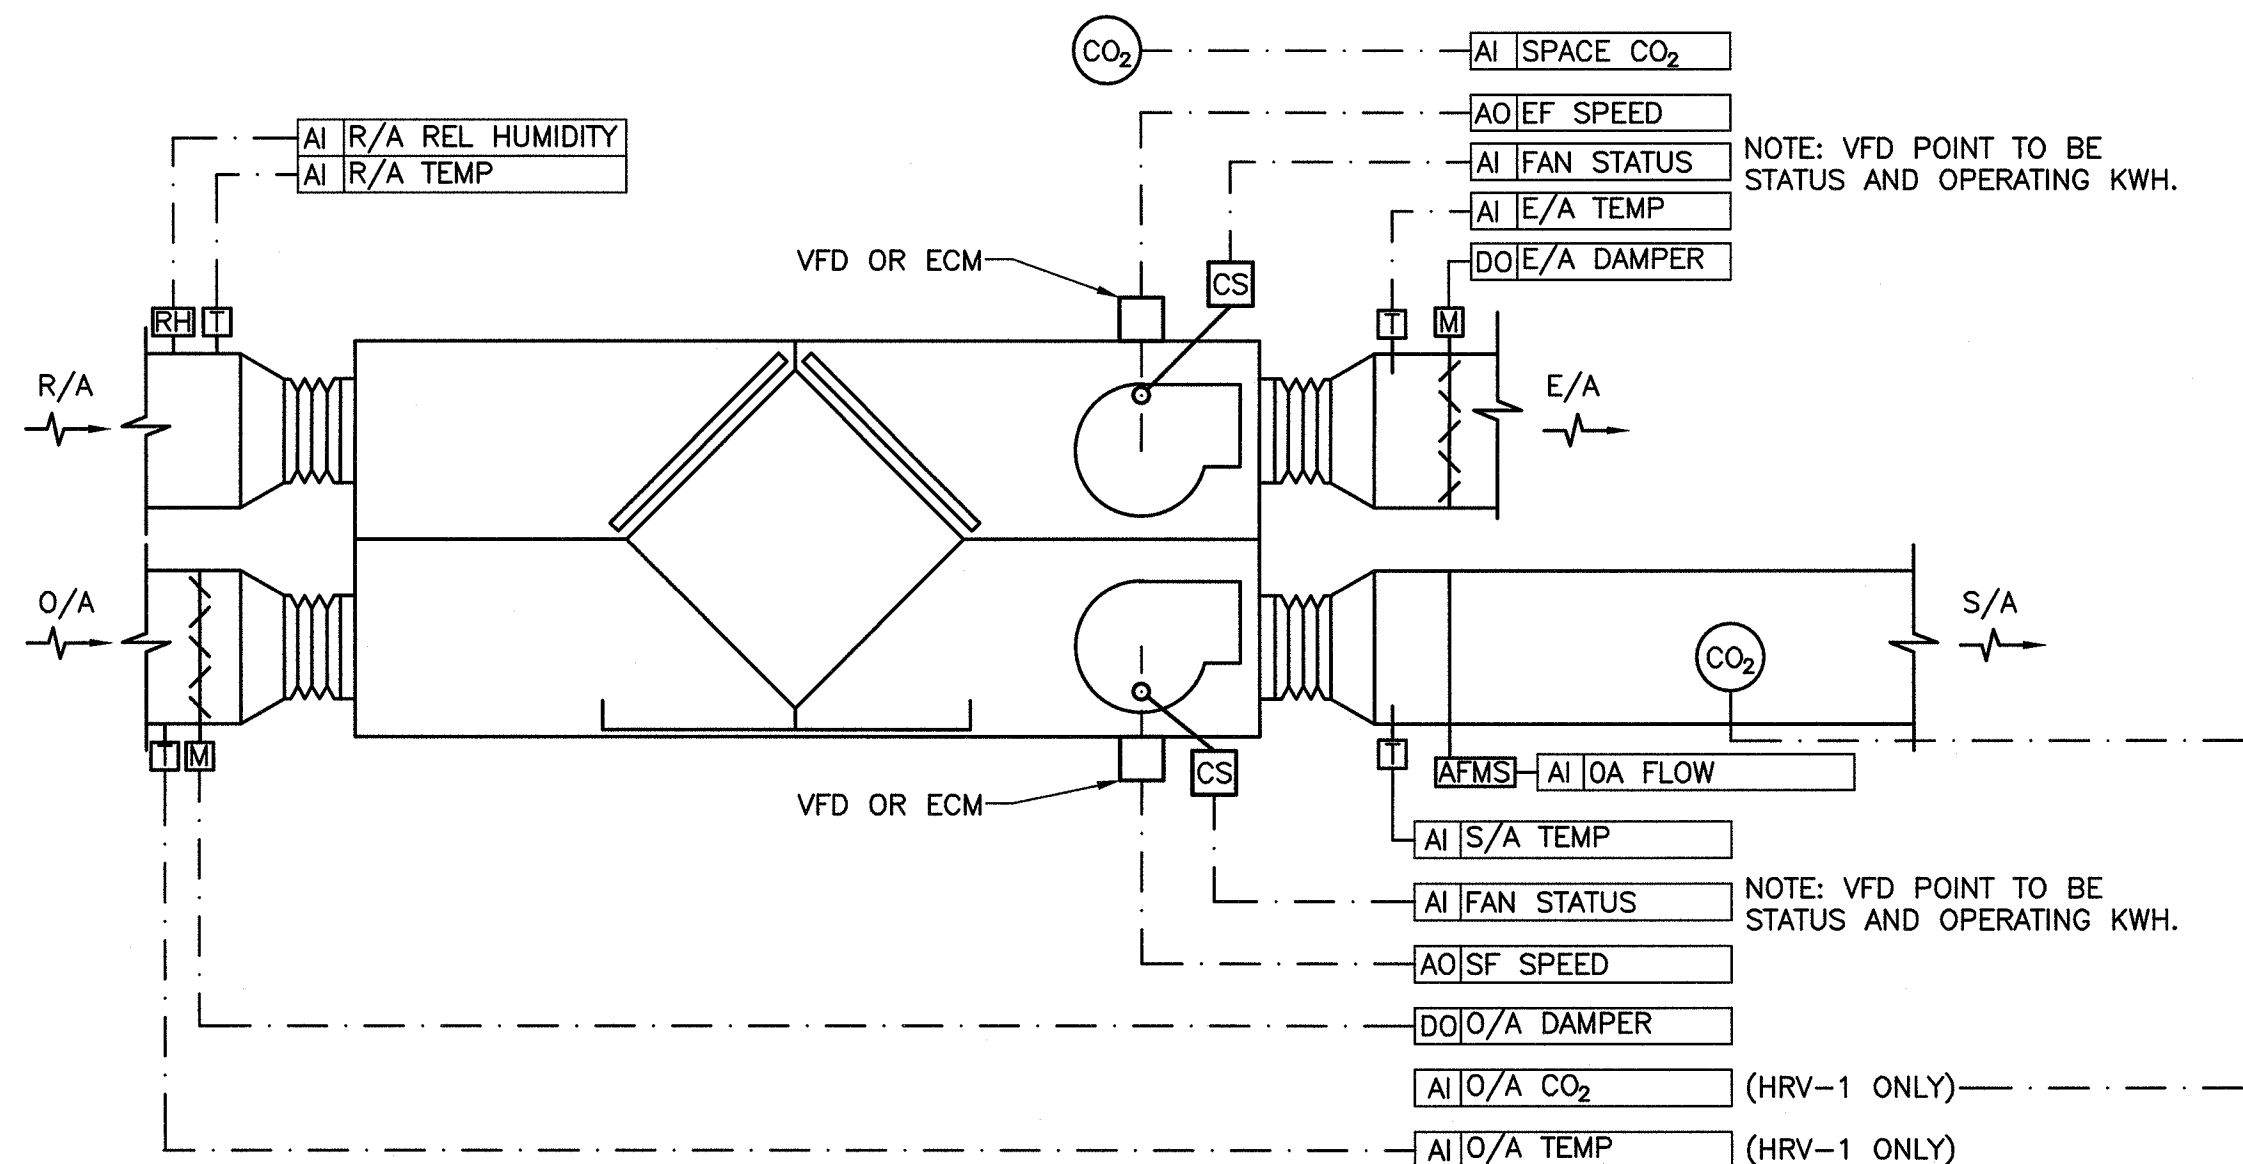 CO₂
AI SPACE CO₂
AO EF SPEED
AI R/A REL HUMIDITY
AI R/A TEMP
AI FAN STATUS
NOTE: VFD POINT TO BE
STATUS AND OPERATING KWH.
AI E/A TEMP
DO E/A DAMPER
VFD OR ECM
CS
RH
T
T
M
R/A
E/A
O/A
S/A
CO₂
T
M
CS
T
AFMS
AI OA FLOW
VFD OR ECM
AI S/A TEMP
AI FAN STATUS
NOTE: VFD POINT TO BE
STATUS AND OPERATING KWH.
AO SF SPEED
DO O/A DAMPER
AI O/A CO₂ (HRV-1 ONLY)
AI O/A TEMP (HRV-1 ONLY)